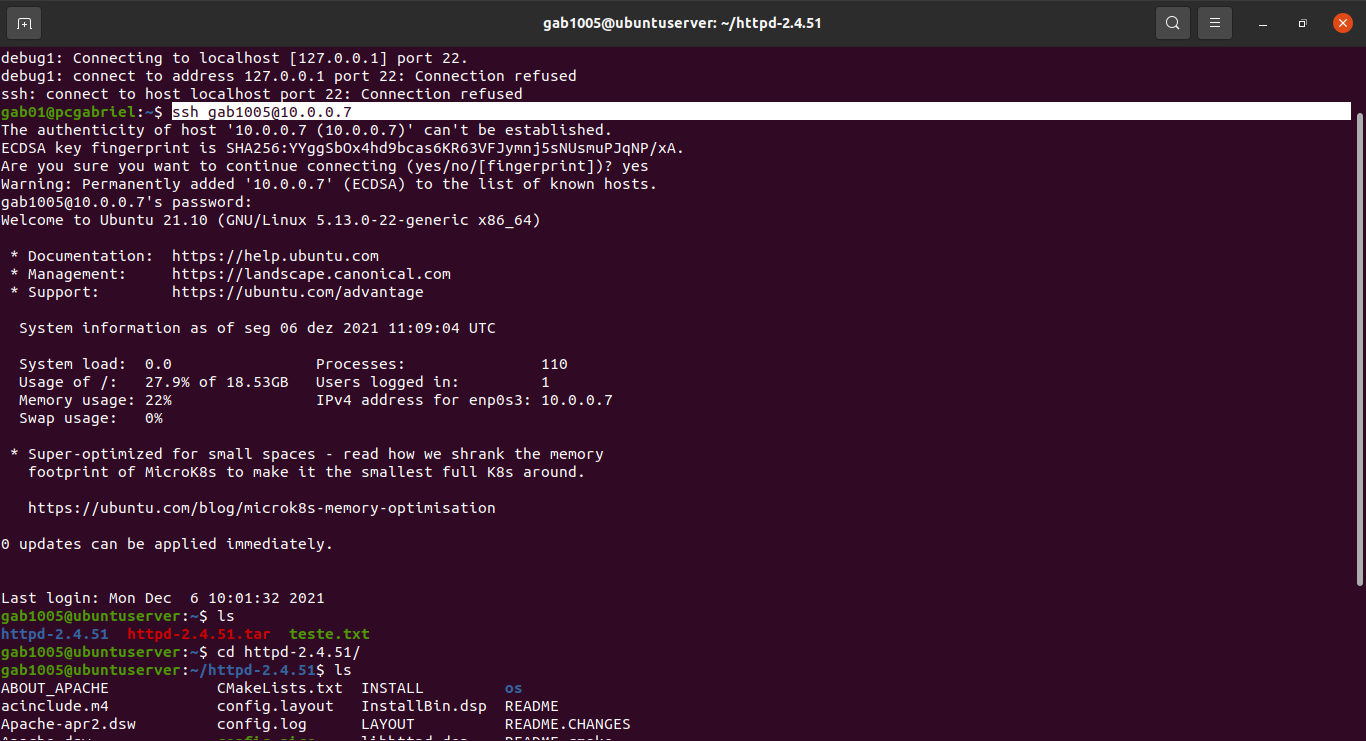 gab1005@ubuntuserver: ~/httpd-2.4.51
debug1: Connecting to localhost [127.0.0.1] port 22.
debug1: connect to address 127.0.0.1 port 22: Connection refused
ssh: connect to host localhost port 22: Connection refused
gab01@pcgabriel:~$ ssh gab1005@10.0.0.7
The authenticity of host '10.0.0.7 (10.0.0.7)' can't be established.
ECDSA key fingerprint is SHA256:YYggSbOx4hd9bcas6KR63VFJymnj5sNUsmuPJqNP/xA.
Are you sure you want to continue connecting (yes/no/[fingerprint])? yes
Warning: Permanently added '10.0.0.7' (ECDSA) to the list of known hosts.
gab1005@10.0.0.7's password:
Welcome to Ubuntu 21.10 (GNU/Linux 5.13.0-22-generic x86_64)
* Documentation:  https://help.ubuntu.com
* Management:     https://landscape.canonical.com
* Support:        https://ubuntu.com/advantage
System information as of seg 06 dez 2021 11:09:04 UTC
System load:  0.0                Processes:               110
Usage of /:   27.9% of 18.53GB   Users logged in:         1
Memory usage: 22%                IPv4 address for enp0s3: 10.0.0.7
Swap usage:   0%
* Super-optimized for small spaces - read how we shrank the memory
footprint of MicroK8s to make it the smallest full K8s around.
https://ubuntu.com/blog/microk8s-memory-optimisation
0 updates can be applied immediately.
Last login: Mon Dec  6 10:01:32 2021
gab1005@ubuntuserver:~$ ls
httpd-2.4.51  httpd-2.4.51.tar  teste.txt
gab1005@ubuntuserver:~$ cd httpd-2.4.51/
gab1005@ubuntuserver:~/httpd-2.4.51$ ls
ABOUT_APACHE            CMakeLists.txt  INSTALL         os
acinclude.m4            config.layout   InstallBin.dsp  README
Apache-apr2.dsw         config.log      LAYOUT          README.CHANGES